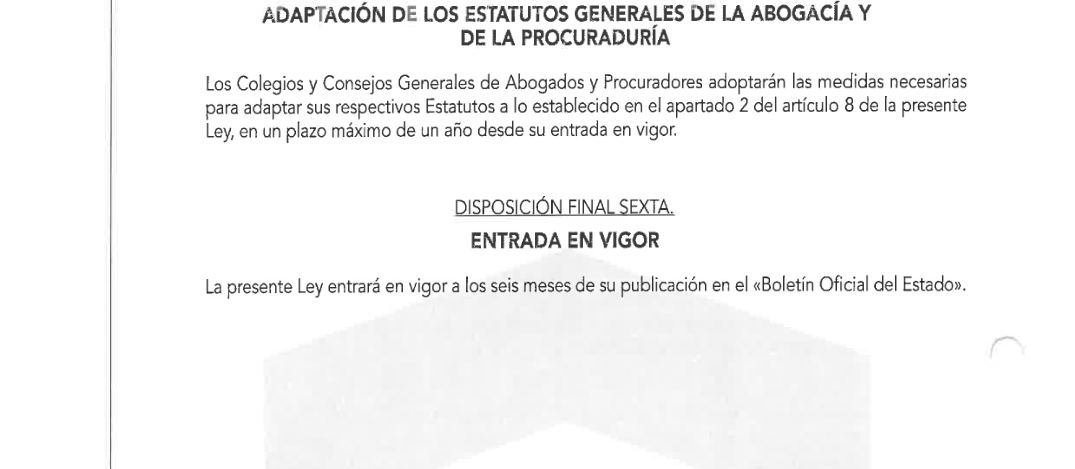 ADAPTACIÓN DE LOS ESTATUTOS GENERALES DE LA ABOGACÍA Y
DE LA PROCURADURÍA
Los Colegios y Consejos Generales de Abogados y Procuradores adoptarán las medidas necesarias
para adaptar sus respectivos Estatutos a lo establecido en el apartado 2 del artículo 8 de la presente
Ley, en un plazo máximo de un año desde su entrada en vigor.
DISPOSICIÓN FINAL SEXTA.
ENTRADA EN VIGOR
La presente Ley entrará en vigor a los seis meses de su publicación en el «Boletín Oficial del Estado».